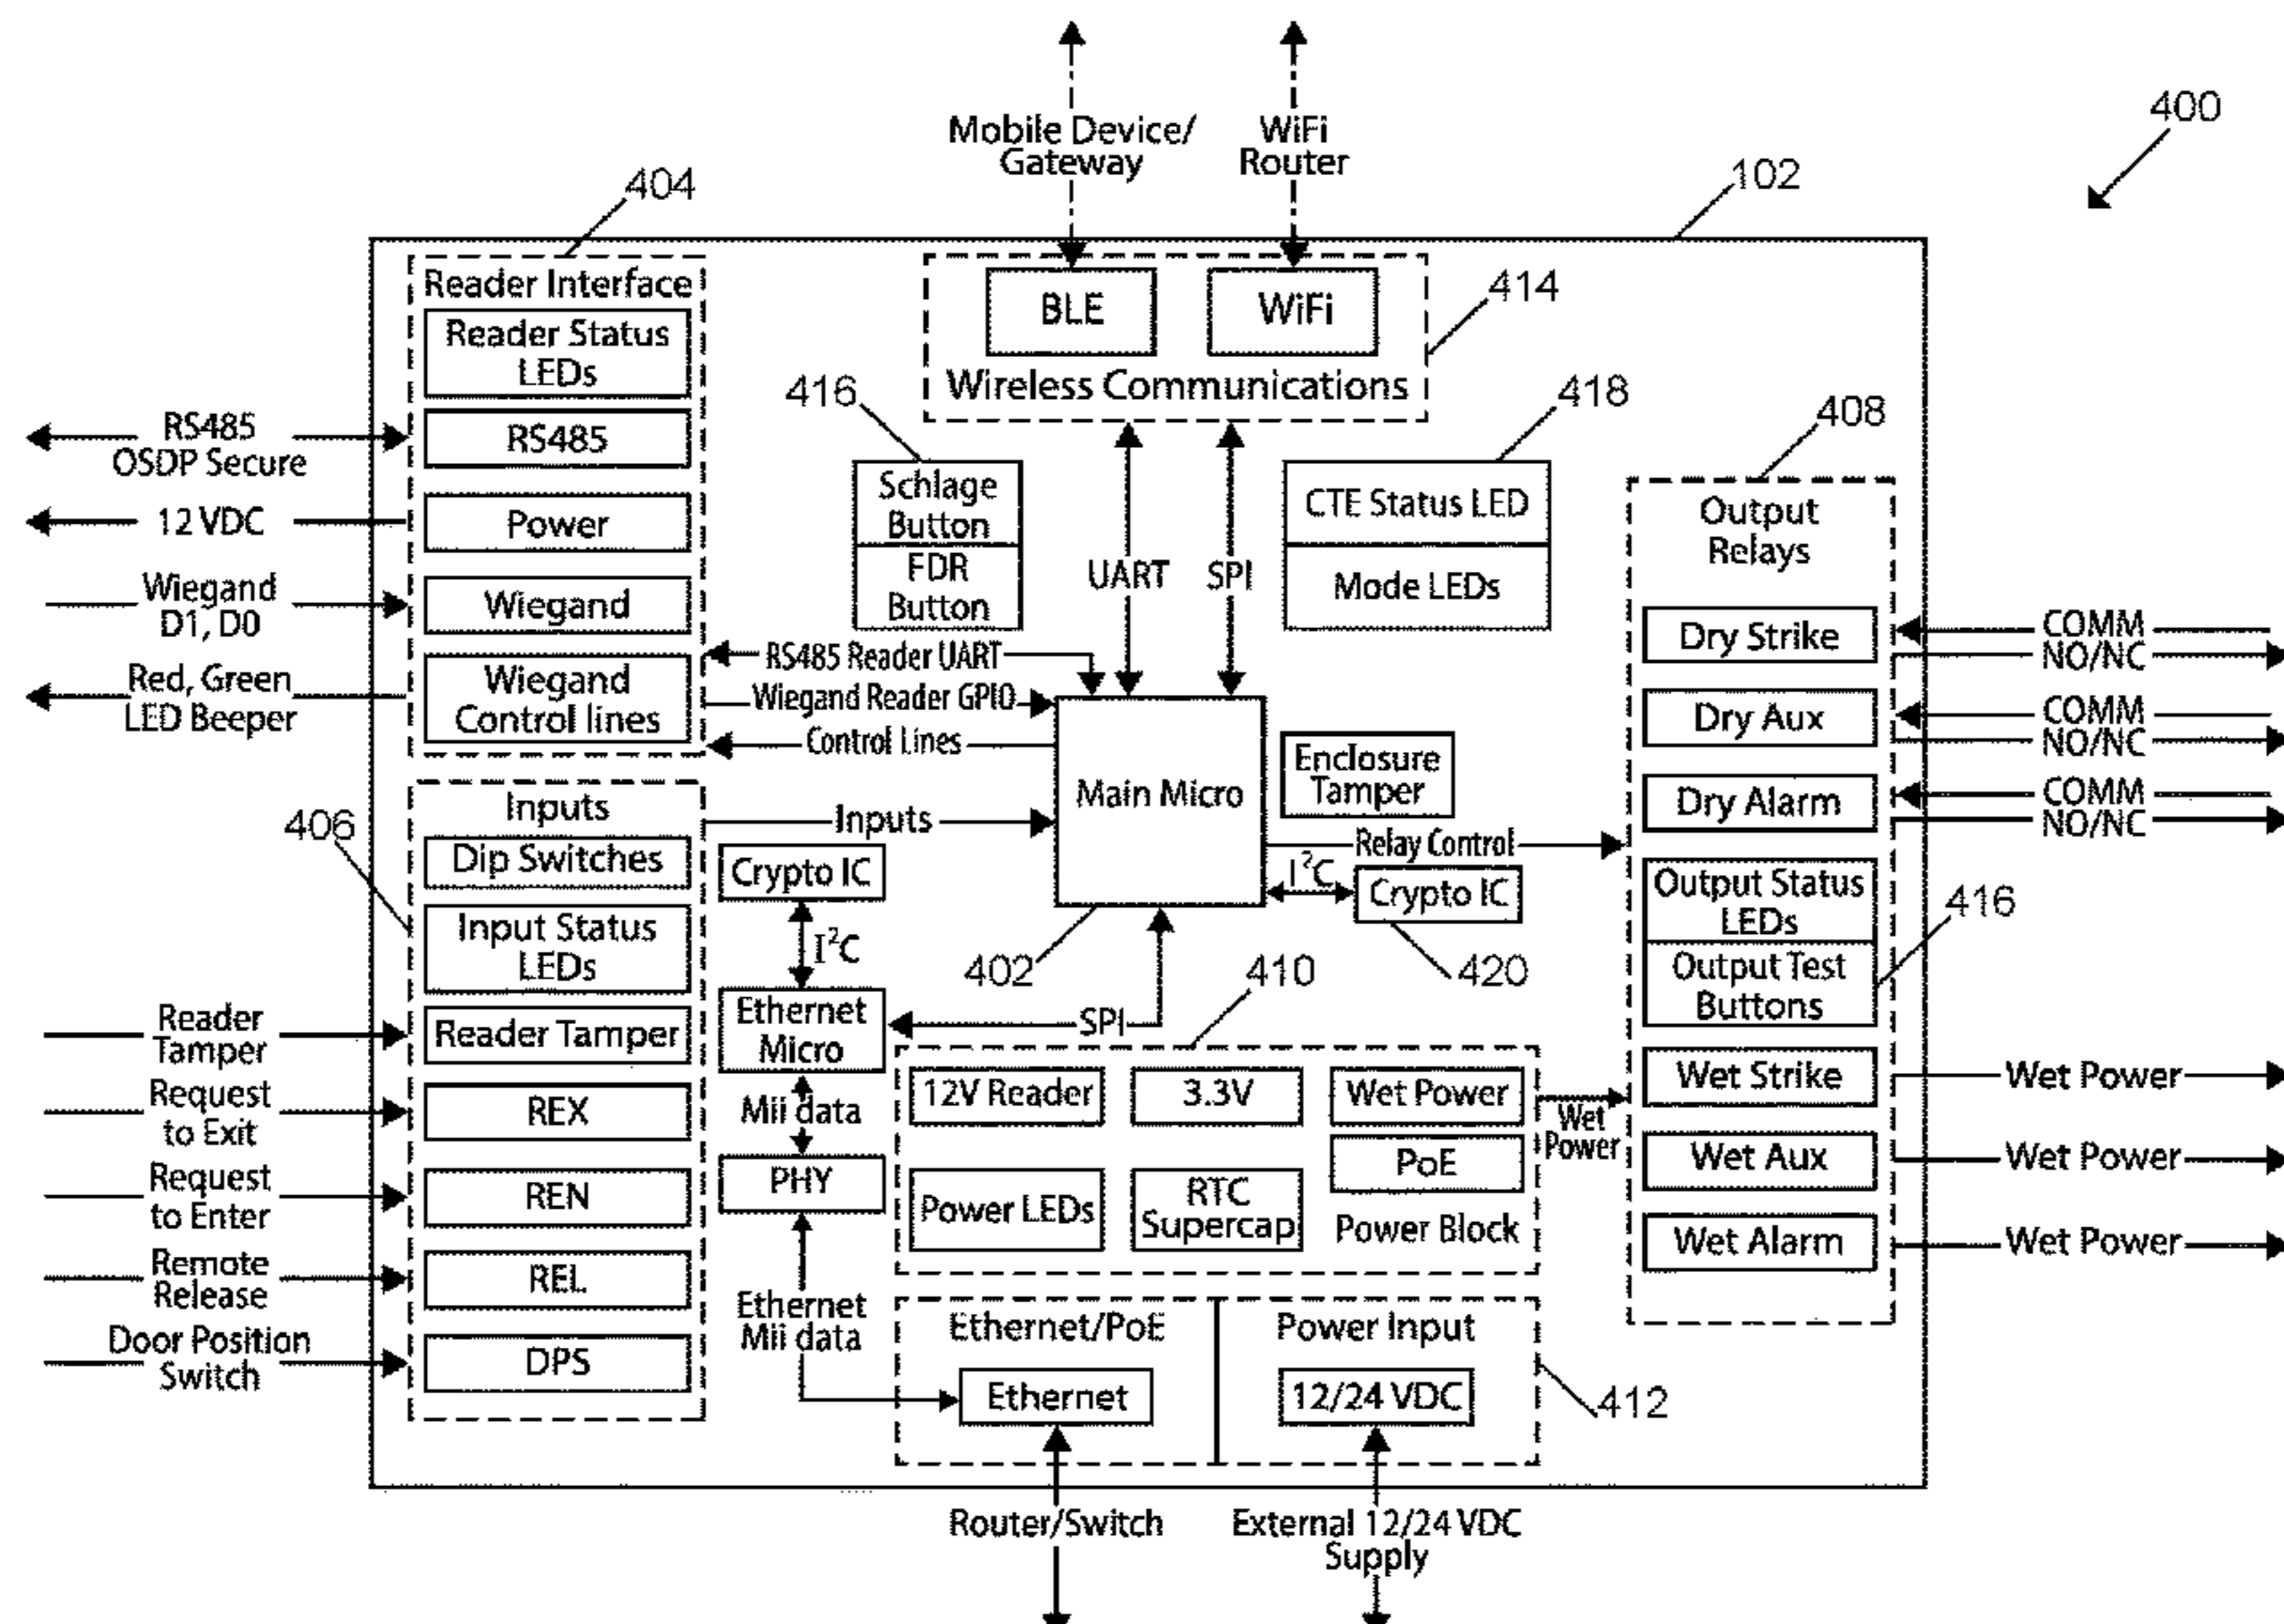 Mobile Device/
Gateway
WiFi
Router
400
102
404
Reader Interface
Reader Status
LEDs
RS485
Power
Wiegand
Wiegand
Control lines
RS485
OSDP Secure
12 VDC
Wiegand
D1, D0
Red, Green
LED Beeper
BLE
WiFi
Wireless Communications
414
416
Schlage
Button
FDR
Button
UART
SPI
418
CTE Status LED
Mode LEDs
408
Output
Relays
Dry Strike
Dry Aux
Dry Alarm
Output Status
LEDs
Output Test
Buttons
416
Wet Strike
Wet Aux
Wet Alarm
COMM
NO/NC
COMM
NO/NC
COMM
NO/NC
Wet Power
Wet Power
Wet Power
RS485 Reader UART
Wiegand Reader GPIO
Control Lines
Inputs
Main Micro
402
Enclosure
Tamper
Relay Control
I²C
Crypto IC
420
406
Inputs
Dip Switches
Input Status
LEDs
Reader Tamper
REX
REN
REL
DPS
Reader
Tamper
Request
to Exit
Request
to Enter
Remote
Release
Door Position
Switch
Crypto IC
I²C
Ethernet
Micro
SPI
Mii data
PHY
Ethernet
Mii data
410
12V Reader
3.3V
Wet Power
PoE
Power LEDs
RTC
Supercap
Power Block
Wet
Power
Ethernet/PoE
Ethernet
Power Input
12/24 VDC
412
Router/Switch
External 12/24 VDC
Supply